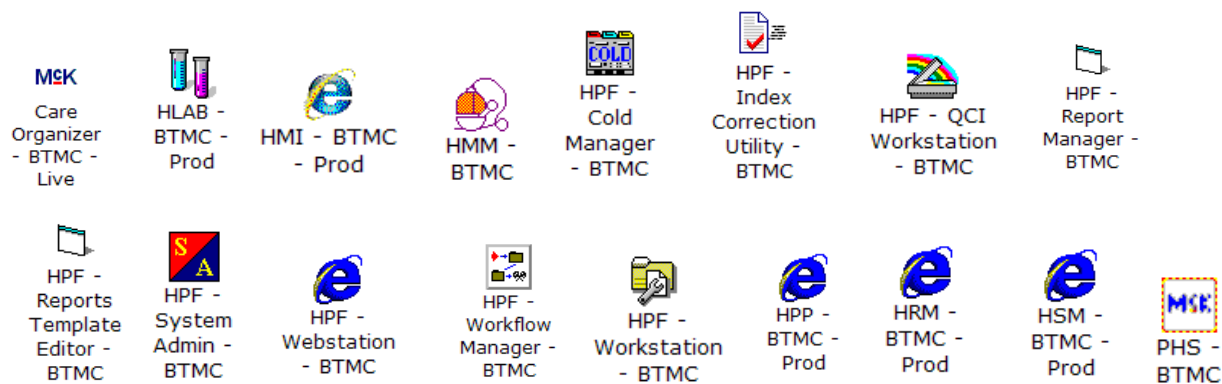 McK
Care
Organizer
- BTMC -
Live
HLAB -
BTMC -
Prod
HMI - BTMC
- Prod
HMM -
BTMC
COLD
HPF -
Cold
Manager
- BTMC
HPF -
Index
Correction
Utility -
BTMC
HPF - QCI
Workstation
- BTMC
HPF -
Report
Manager -
BTMC
HPF -
Reports
Template
Editor -
BTMC
S
A
HPF -
System
Admin -
BTMC
HPF -
Webstation
- BTMC
HPF -
Workflow
Manager -
BTMC
HPF -
Workstation
- BTMC
HPP -
BTMC -
Prod
HRM -
BTMC -
Prod
HSM -
BTMC -
Prod
McK
PHS -
BTMC